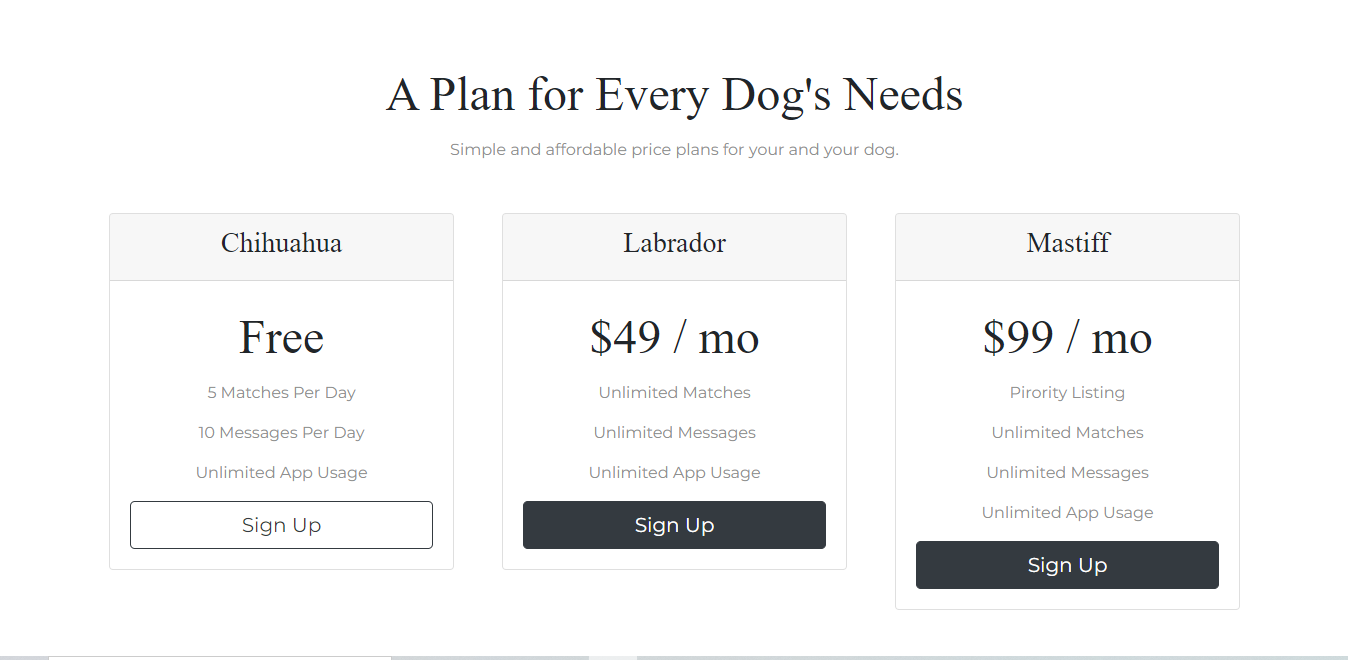 A Plan for Every Dog's Needs
Simple and affordable price plans for your and your dog.
Chihuahua
Free
5 Matches Per Day
10 Messages Per Day
Unlimited App Usage
Sign Up
Labrador
$49 / mo
Unlimited Matches
Unlimited Messages
Unlimited App Usage
Sign Up
Mastiff
$99 / mo
Pirority Listing
Unlimited Matches
Unlimited Messages
Unlimited App Usage
Sign Up